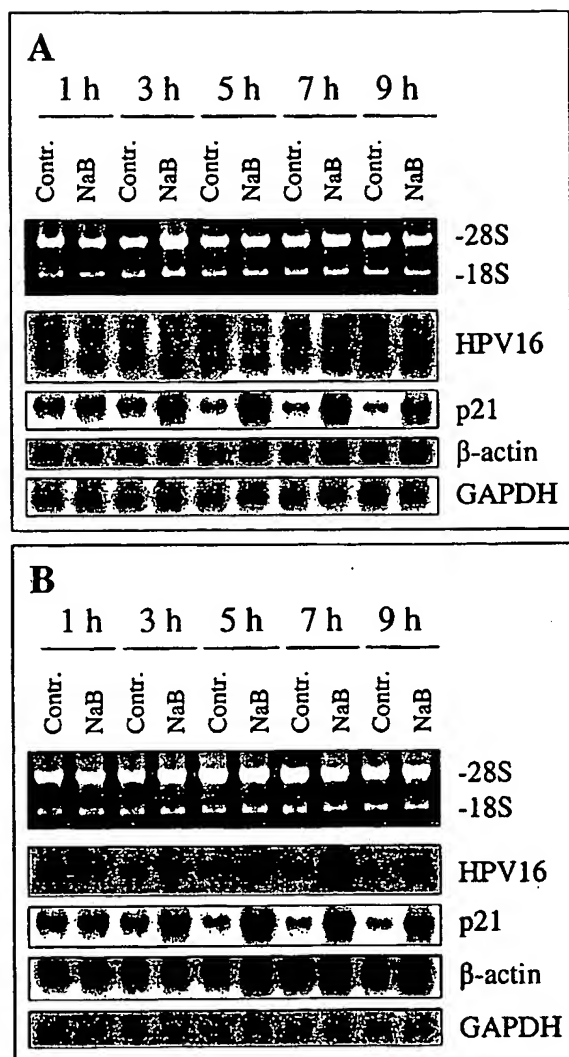 A
1 h 3 h 5 h 7 h 9 h
Contr. NaB Contr. NaB Contr. NaB Contr. NaB Contr. NaB
-28S
-18S
HPV16
p21
β-actin
GAPDH
B
1 h 3 h 5 h 7 h 9 h
Contr. NaB Contr. NaB Contr. NaB Contr. NaB Contr. NaB
-28S
-18S
HPV16
p21
β-actin
GAPDH